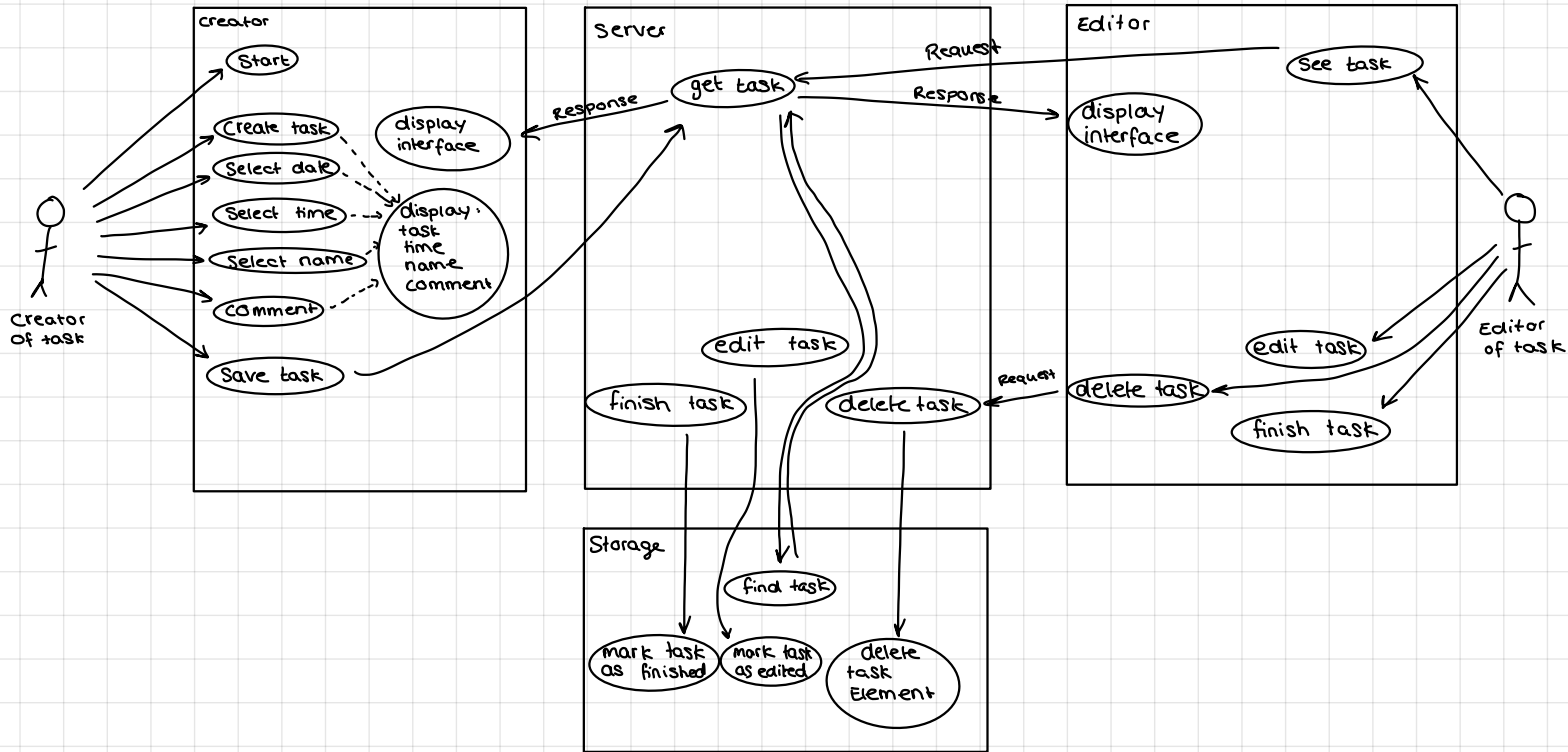 creator
Start
Create task
Select date
Select time
Select name
comment
Save task
display
interface
display:
task
time
name
comment
Creator
of task
Response
Server
get task
Request
Response
edit task
finish task
delete task
Request
Editor
see task
display
interface
edit task
delete task
finish task
Editor
of task
Storage
find task
mark task
as finished
mark task
as edited
delete
task
Element